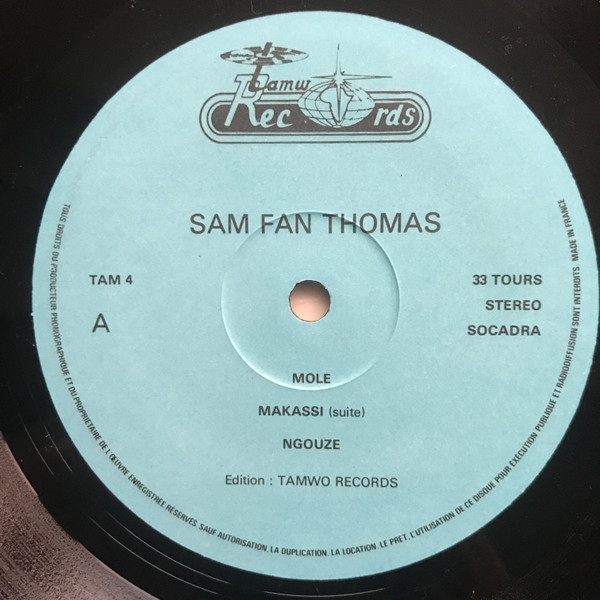 Tamwo
Records
SAM FAN THOMAS
TAM 4
A
33 TOURS
STEREO
SOCADRA
MOLE
MAKASSI (suite)
NGOUZE
Edition : TAMWO RECORDS
TOUS DROITS DU PRODUCTEUR PHONOGRAPHIQUE ET DU PROPRIETAIRE DE L'ŒUVRE ENREGISTREE RESERVES. SAUF AUTORISATION, LA DUPLICATION, LA LOCATION, LE PRET, L'UTILISATION DE CE DISQUE POUR EXECUTION PUBLIQUE ET RADIODIFFUSION SONT INTERDITS. MADE IN FRANCE